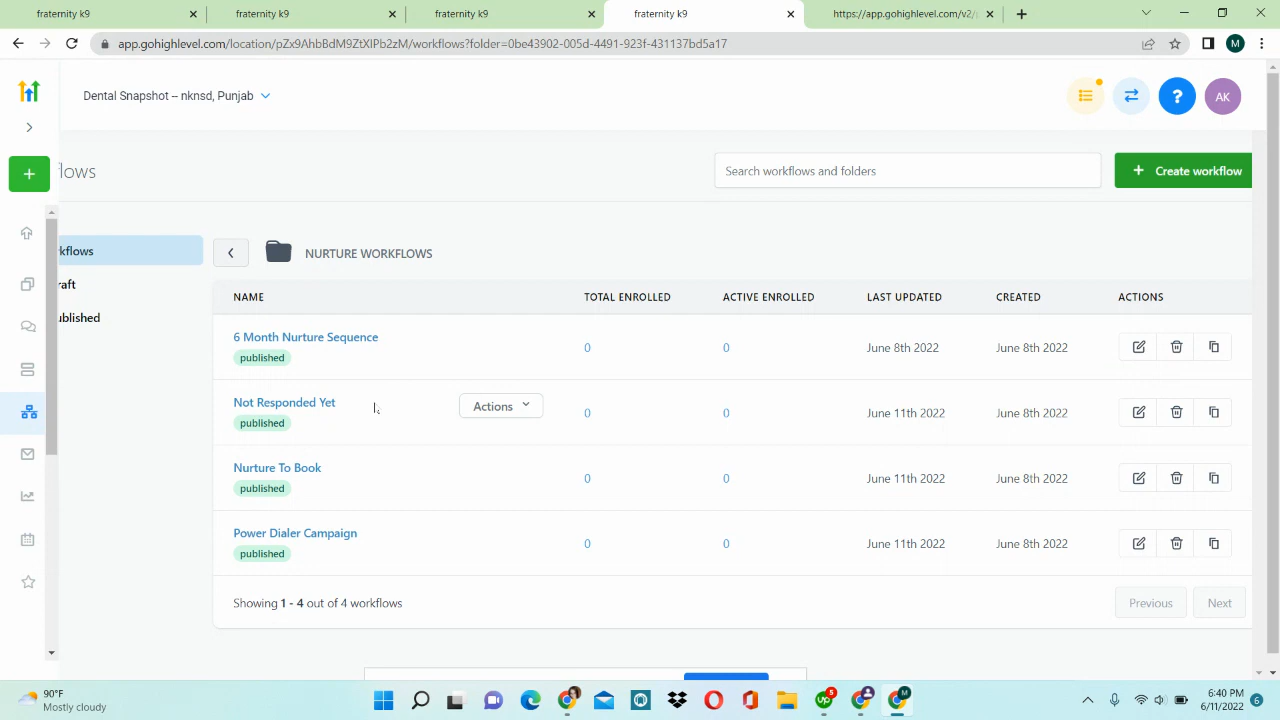 fraternity k9
fraternity k9
fraternity k9
fraternity k9
https://app.gohighlevel.com/v2/
app.gohighlevel.com/location/pZx9AhbBdM9ZtXIPb2zM/workflows?folder=0be43902-005d-4491-923f-431137bd5a17
M
Dental Snapshot -- nknsd, Punjab
?
AK
flows
Search workflows and folders
+ Create workflow
+
rkflows
raft
ublished
NURTURE WORKFLOWS
NAME TOTAL ENROLLED ACTIVE ENROLLED LAST UPDATED CREATED ACTIONS
6 Month Nurture Sequence
published
0 0 June 8th 2022 June 8th 2022
Not Responded Yet
published
Actions
0 0 June 11th 2022 June 8th 2022
Nurture To Book
published
0 0 June 11th 2022 June 8th 2022
Power Dialer Campaign
published
0 0 June 11th 2022 June 8th 2022
Showing 1 - 4 out of 4 workflows
Previous
Next
90°F
Mostly cloudy
up
5
M
6:40 PM
6/11/2022
6